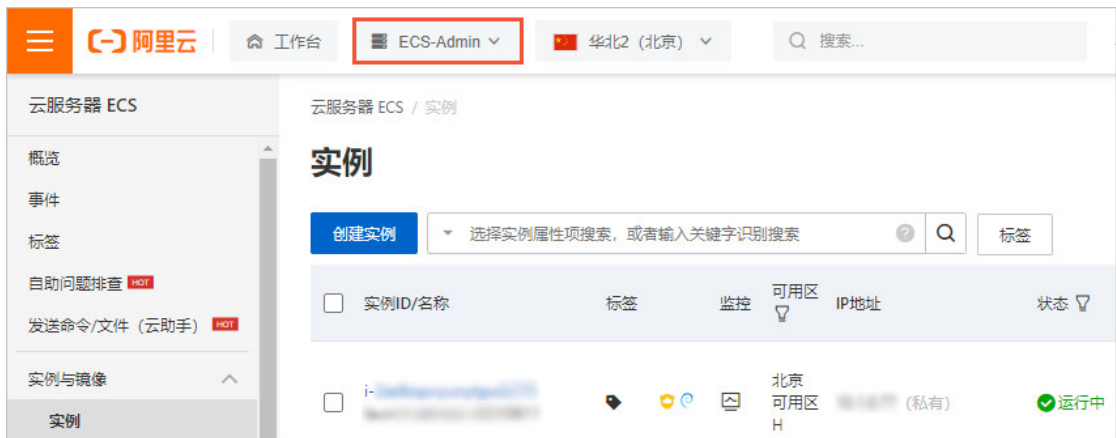 阿里云 工作台 ECS-Admin 华北2（北京） 搜索...
云服务器 ECS
概览
事件
标签
自助问题排查 HOT
发送命令/文件（云助手） HOT
实例与镜像
实例
云服务器 ECS / 实例
实例
创建实例 选择实例属性项搜索，或者输入关键字识别搜索 标签
实例ID/名称 标签 监控 可用区 IP地址 状态
i- 北京 可用区 H （私有） 运行中